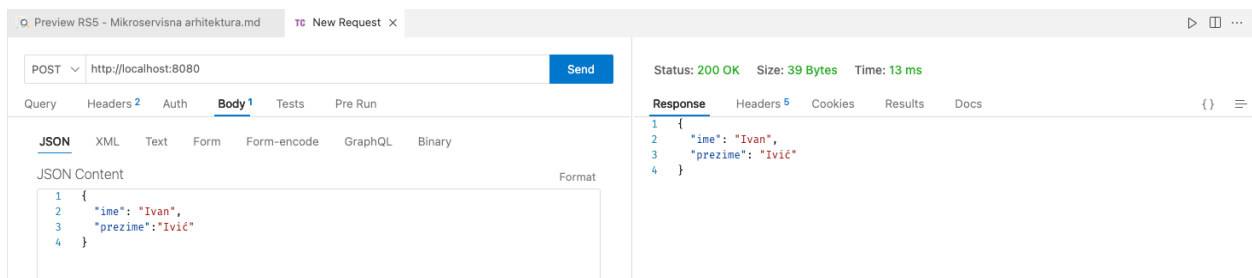 Preview RS5 - Mikroservisna arhitektura.md TC New Request ×
POST http://localhost:8080 Send
Query Headers 2 Auth Body 1 Tests Pre Run
JSON XML Text Form Form-encode GraphQL Binary
JSON Content Format
1 {
2 "ime": "Ivan",
3 "prezime":"Ivić"
4 }
Status: 200 OK Size: 39 Bytes Time: 13 ms
Response Headers 5 Cookies Results Docs { }
1 {
2 "ime": "Ivan",
3 "prezime": "Ivić"
4 }